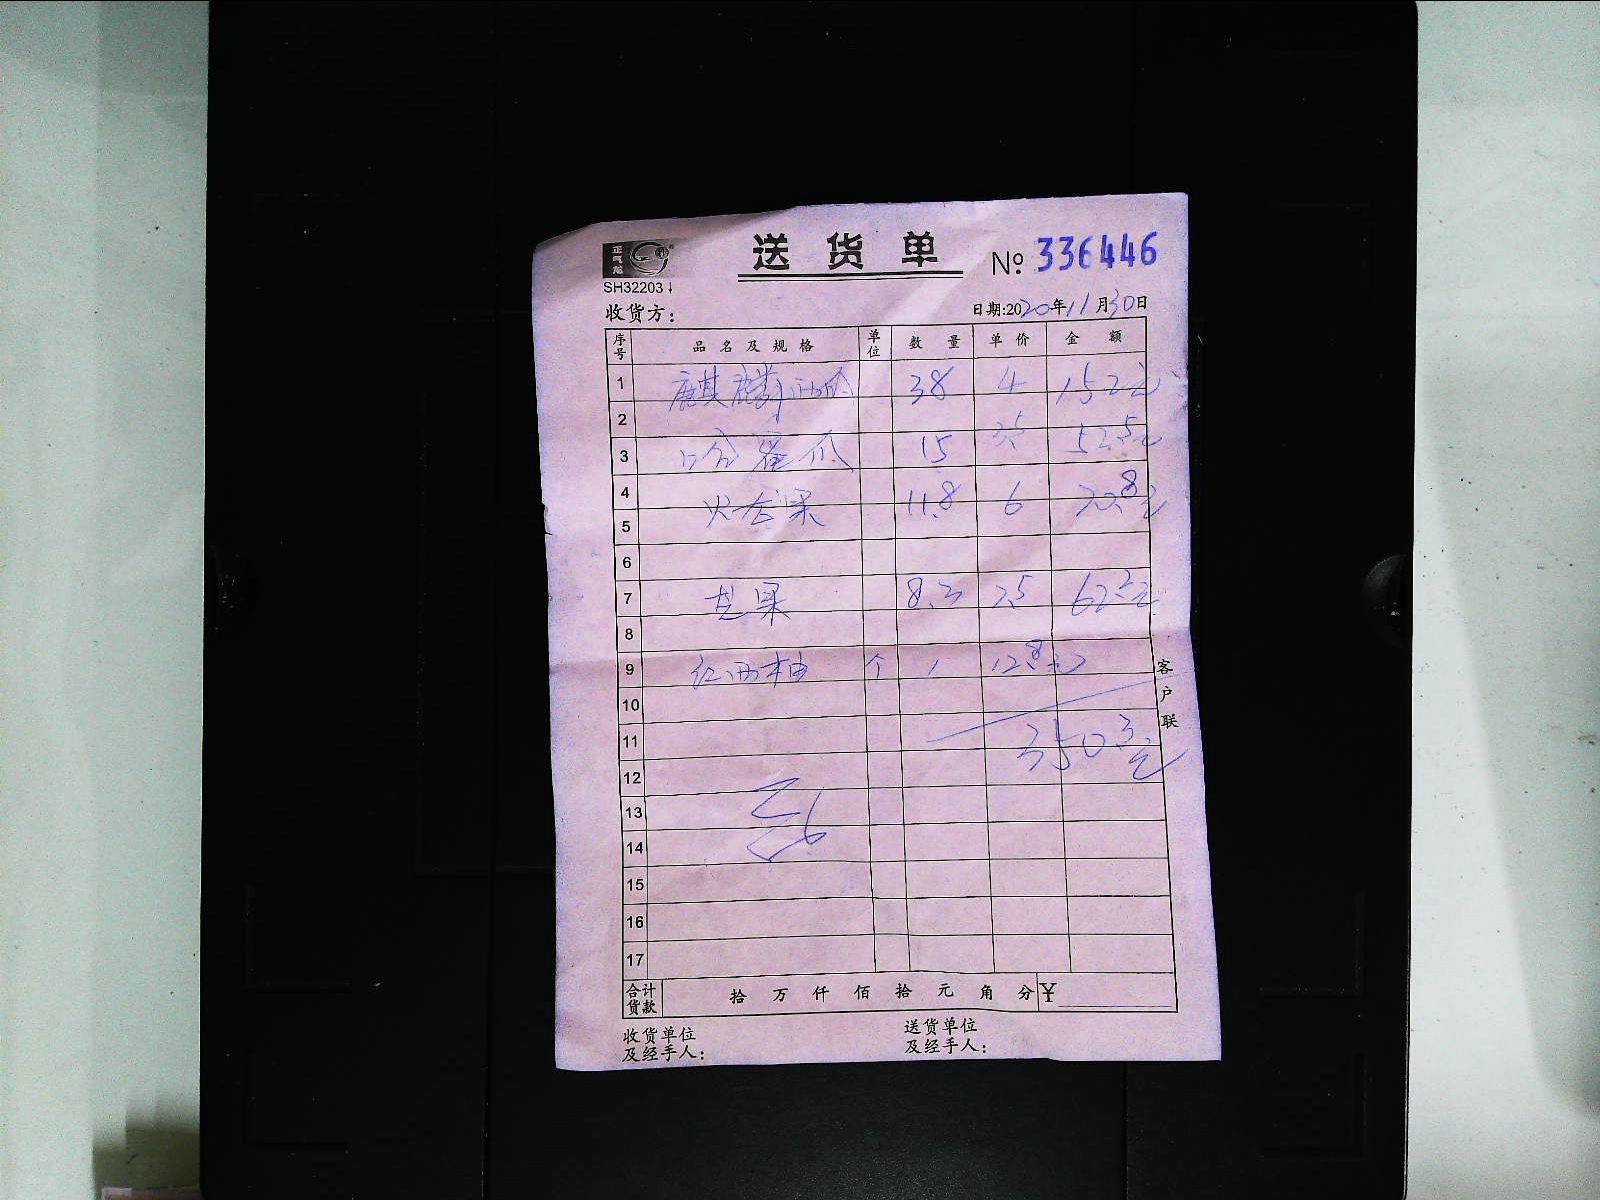 正气龙
SH32203
送货单
№ 336446
收货方：
日期:2020年11月30日
序号 品名及规格 单位 数量 单价 金额
1 麒麟西瓜 38 4 152元
2
3 哈蜜瓜 15 3.5 52.5元
4 火龙果 11.8 6 70.8元
5
6
7 芒果 8.3 7.5 62.2元
8
9 红西柚 个 1 12.8元
10
11 350.3元
12
13
14
15
16
17
客户联
合计货款 拾 万 仟 佰 拾 元 角 分 ¥
收货单位
及经手人：
送货单位
及经手人：